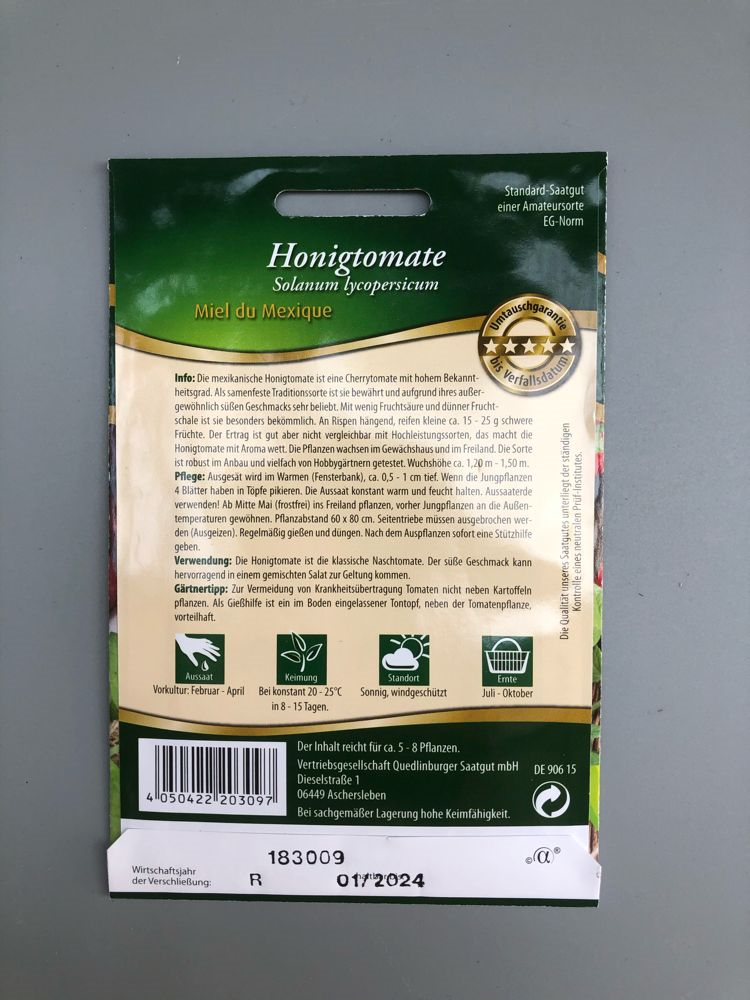 Standard-Saatgut
einer Amateursorte
EG-Norm
Honigtomate
Solanum lycopersicum
Miel du Mexique
Umtauschgarantie
bis Verfallsdatum
Info: Die mexikanische Honigtomate ist eine Cherrytomate mit hohem Bekannt-
heitsgrad. Als samenfeste Traditionssorte ist sie bewährt und aufgrund ihres außer-
gewöhnlich süßen Geschmacks sehr beliebt. Mit wenig Fruchtsäure und dünner Frucht-
schale ist sie besonders bekömmlich. An Rispen hängend, reifen kleine ca. 15 - 25 g schwere
Früchte. Der Ertrag ist gut aber nicht vergleichbar mit Hochleistungssorten, das macht die
Honigtomate mit Aroma wett. Die Pflanzen wachsen im Gewächshaus und im Freiland. Die Sorte
ist robust im Anbau und vielfach von Hobbygärtnern getestet. Wuchshöhe ca. 1,20 m – 1,50 m.
Pflege: Ausgesät wird im Warmen (Fensterbank), ca. 0,5 - 1 cm tief. Wenn die Jungpflanzen
4 Blätter haben in Töpfe pikieren. Die Aussaat konstant warm und feucht halten. Aussaaterde
verwenden! Ab Mitte Mai (frostfrei) ins Freiland pflanzen, vorher Jungpflanzen an die Außen-
temperaturen gewöhnen. Pflanzabstand 60 x 80 cm. Seitentriebe müssen ausgebrochen wer-
den (Ausgeizen). Regelmäßig gießen und düngen. Nach dem Auspflanzen sofort eine Stützhilfe
geben.
Verwendung: Die Honigtomate ist die klassische Naschtomate. Der süße Geschmack kann
hervorragend in einem gemischten Salat zur Geltung kommen.
Gärtnertipp: Zur Vermeidung von Krankheitsübertragung Tomaten nicht neben Kartoffeln
pflanzen. Als Gießhilfe ist ein im Boden eingelassener Tontopf, neben der Tomatenpflanze,
vorteilhaft.
Die Qualität unseres Saatgutes unterliegt der ständigen
Kontrolle eines neutralen Prüf-Institutes.
Aussaat
Vorkultur: Februar - April
Keimung
Bei konstant 20 - 25°C
in 8 - 15 Tagen.
Standort
Sonnig, windgeschützt
Ernte
Juli - Oktober
4 050422 203097
Der Inhalt reicht für ca. 5 - 8 Pflanzen.
Vertriebsgesellschaft Quedlinburger Saatgut mbH
Dieselstraße 1
06449 Aschersleben
Bei sachgemäßer Lagerung hohe Keimfähigkeit.
DE 906 15
183009
© α ®
Wirtschaftsjahr
der Verschließung:
R
01/2024